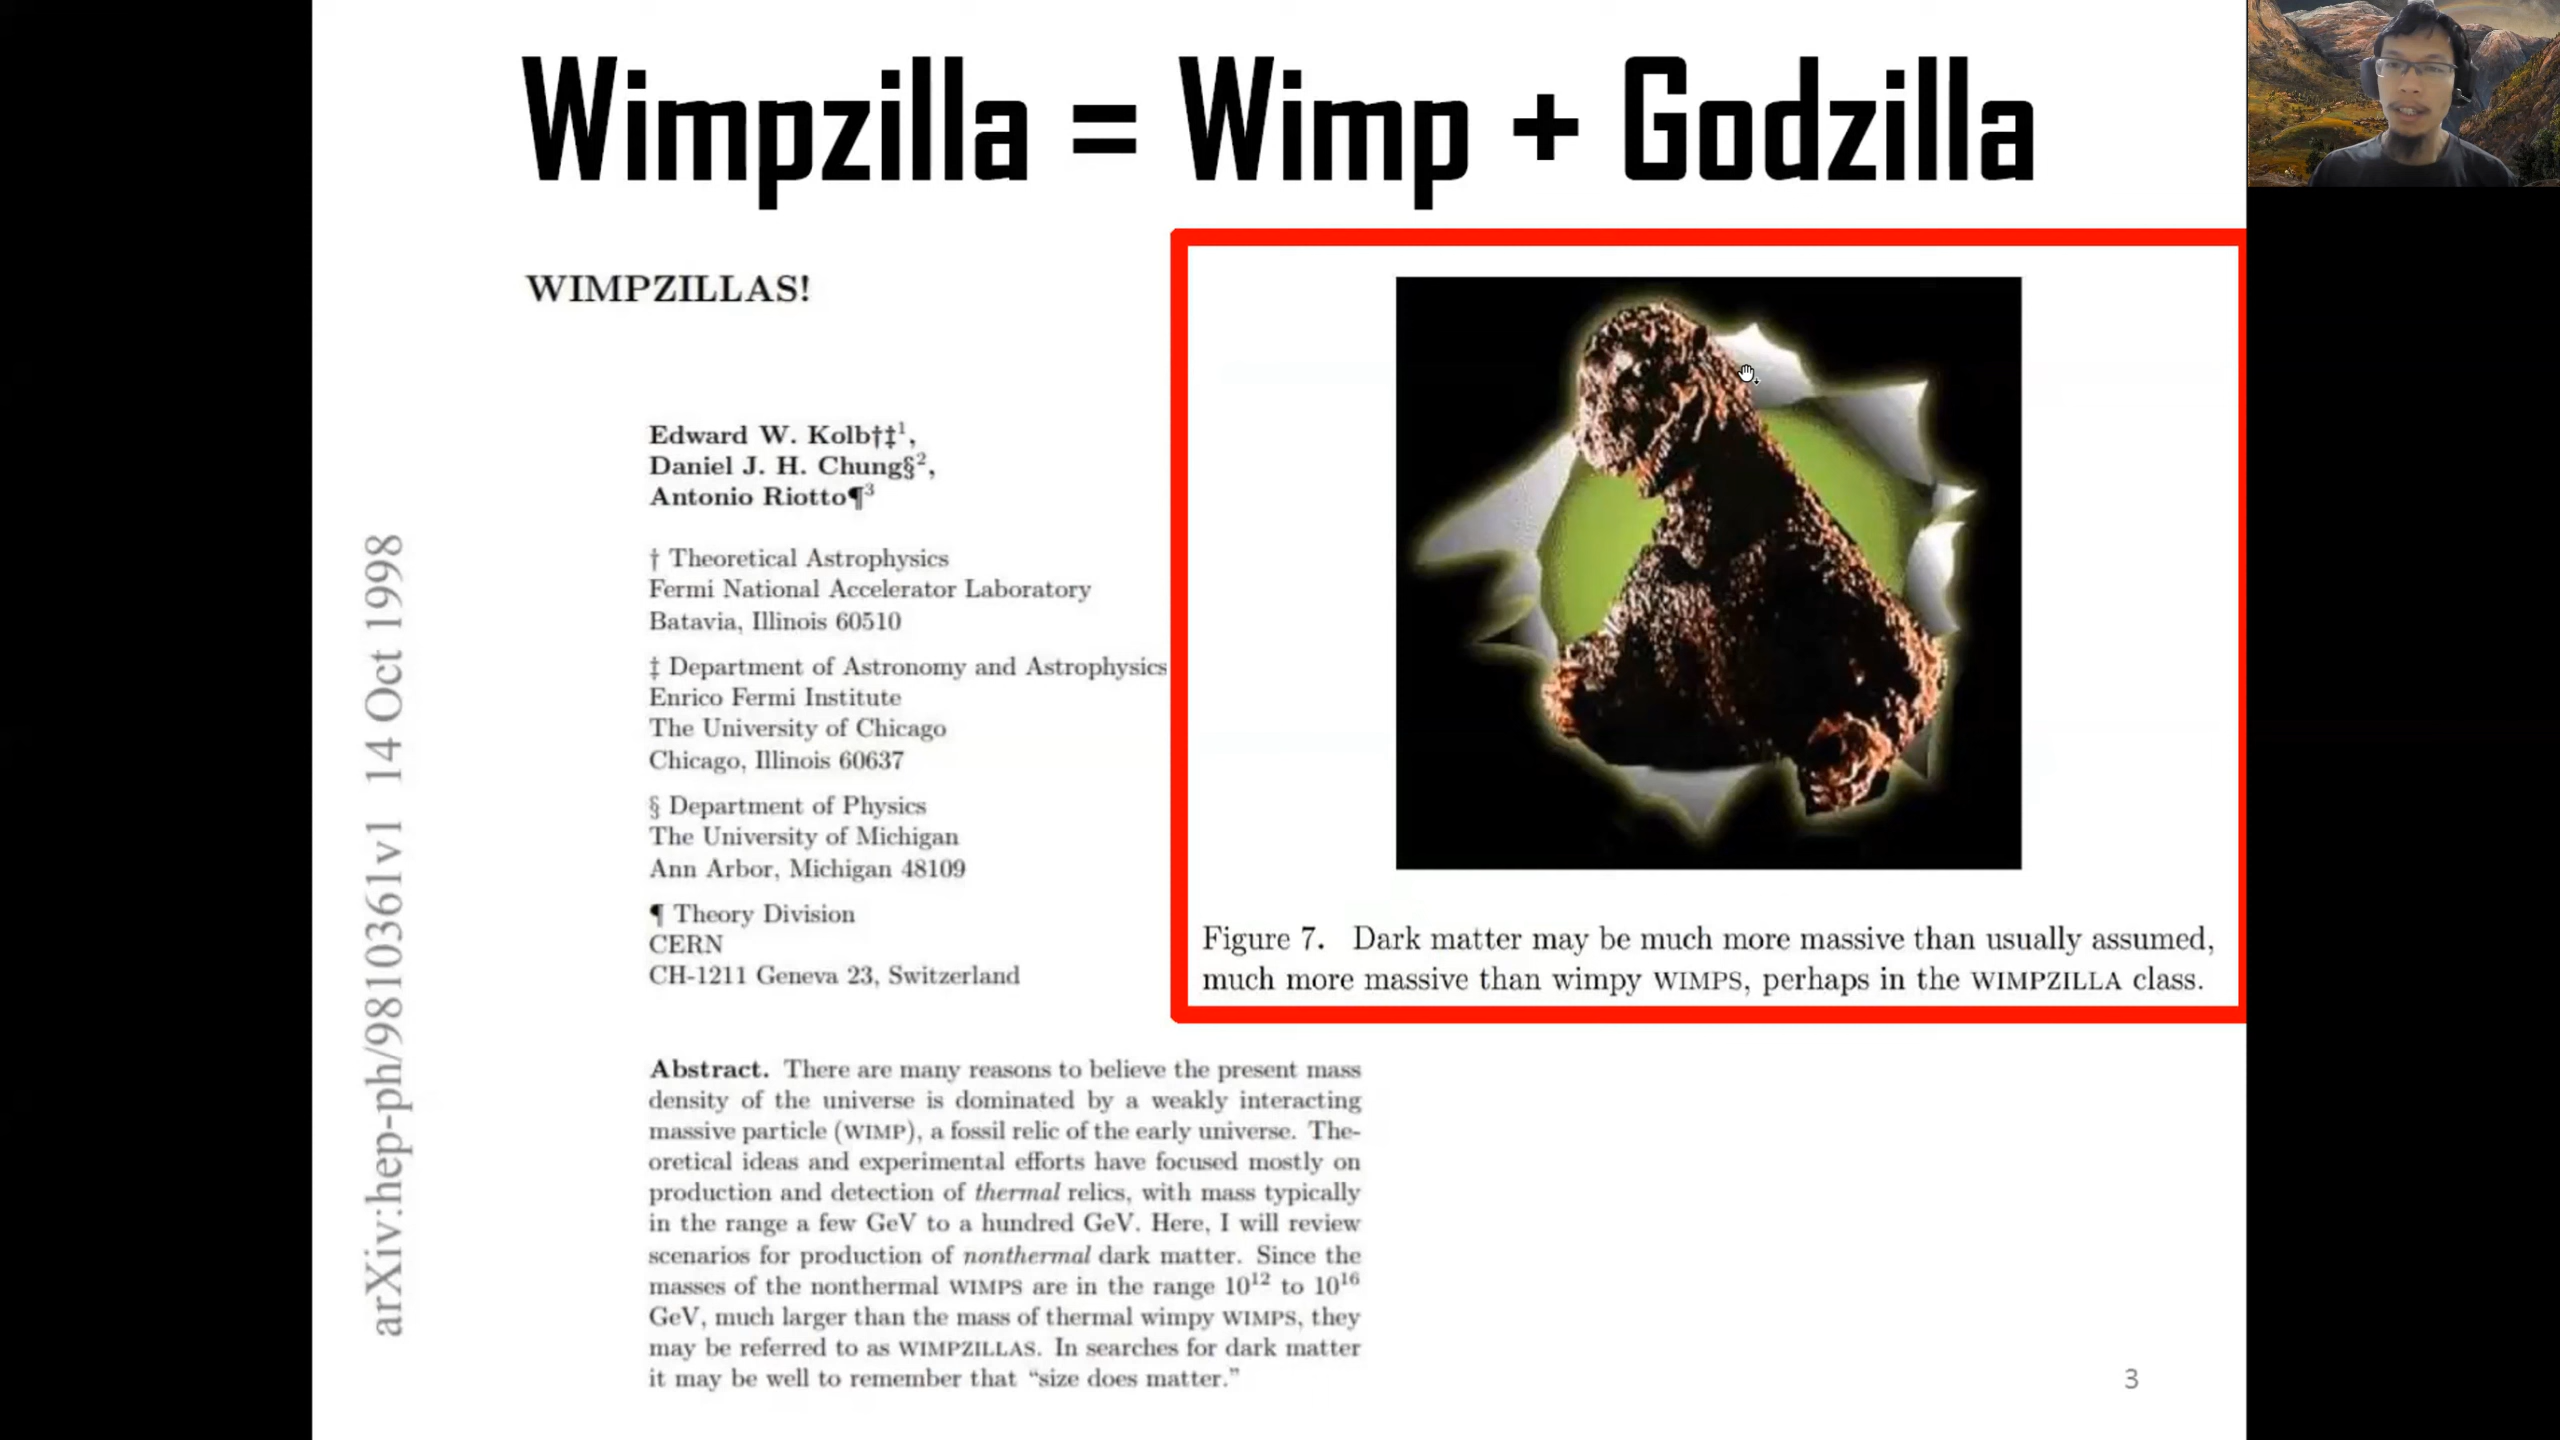 Wimpzilla = Wimp + Godzilla
WIMPZILLAS!
Edward W. Kolb†‡¹,
Daniel J. H. Chung§²,
Antonio Riotto¶³
† Theoretical Astrophysics
Fermi National Accelerator Laboratory
Batavia, Illinois 60510
‡ Department of Astronomy and Astrophysics
Enrico Fermi Institute
The University of Chicago
Chicago, Illinois 60637
§ Department of Physics
The University of Michigan
Ann Arbor, Michigan 48109
¶ Theory Division
CERN
CH-1211 Geneva 23, Switzerland
arXiv:hep-ph/9810361v1 14 Oct 1998
Figure 7. Dark matter may be much more massive than usually assumed,
much more massive than wimpy WIMPS, perhaps in the WIMPZILLA class.
Abstract. There are many reasons to believe the present mass
density of the universe is dominated by a weakly interacting
massive particle (WIMP), a fossil relic of the early universe. The-
oretical ideas and experimental efforts have focused mostly on
production and detection of thermal relics, with mass typically
in the range a few GeV to a hundred GeV. Here, I will review
scenarios for production of nonthermal dark matter. Since the
masses of the nonthermal WIMPS are in the range 10¹² to 10¹⁶
GeV, much larger than the mass of thermal wimpy WIMPS, they
may be referred to as WIMPZILLAS. In searches for dark matter
it may be well to remember that “size does matter.”
3